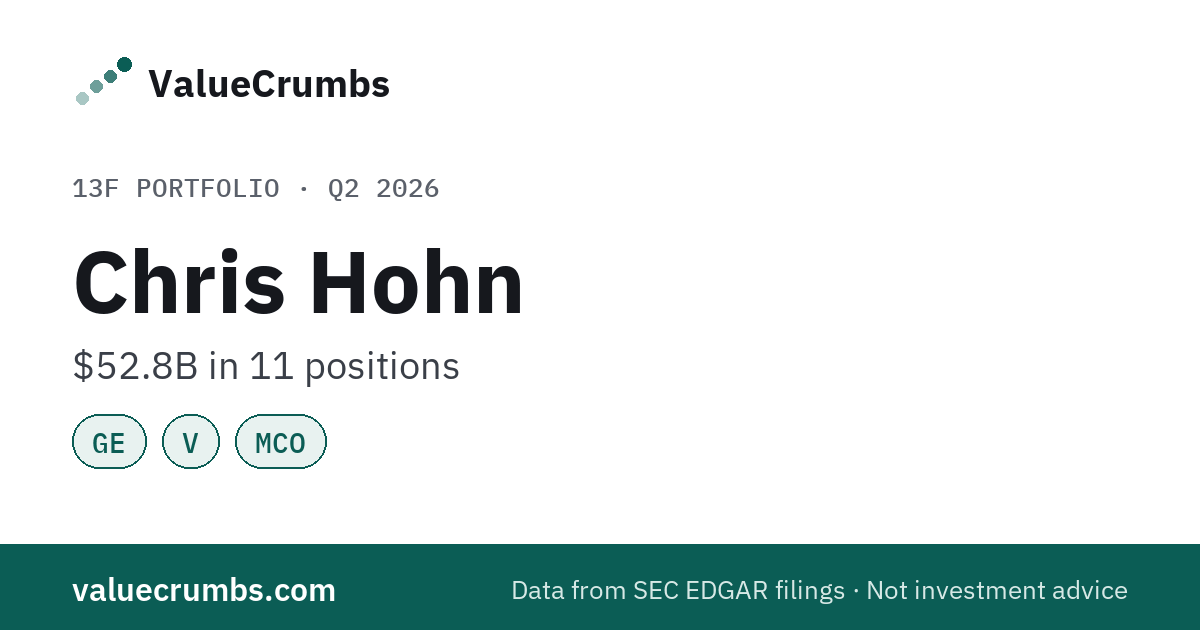 ValueCrumbs
13F PORTFOLIO · Q2 2026
Chris Hohn
$52.8B in 11 positions
GE V MCO
valuecrumbs.com
Data from SEC EDGAR filings · Not investment advice